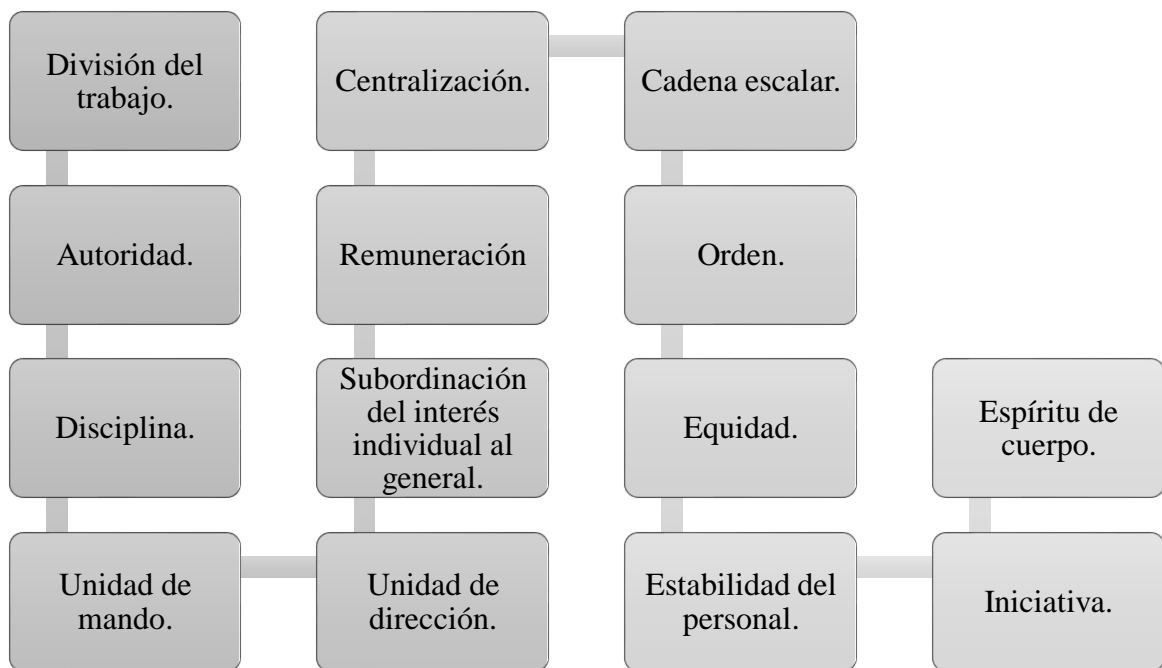 División del
trabajo.
Autoridad.
Disciplina.
Unidad de
mando.
Unidad de
dirección.
Subordinación
del interés
individual al
general.
Remuneración
Centralización.
Cadena escalar.
Orden.
Equidad.
Estabilidad del
personal.
Iniciativa.
Espíritu de
cuerpo.